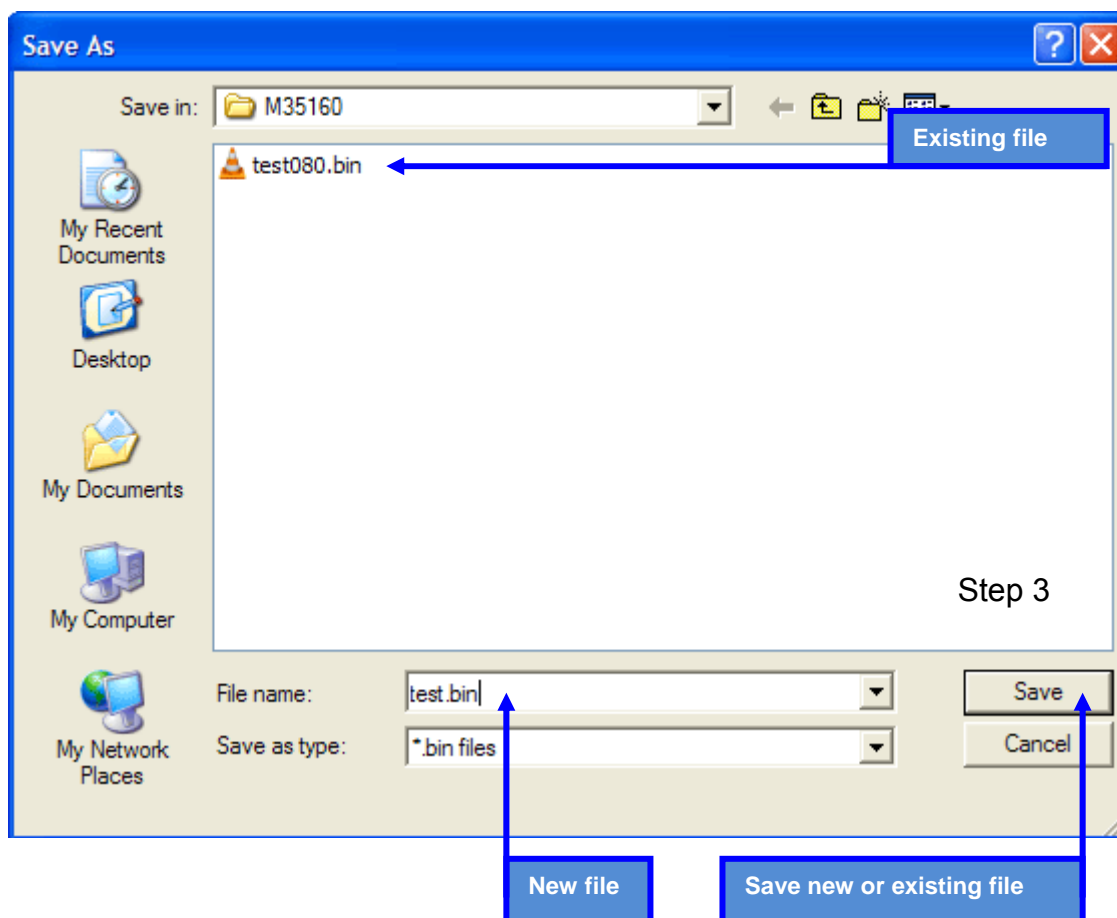 Save As
Save in:
M35160
Existing file
test080.bin
My Recent
Documents
Desktop
My Documents
My Computer
My Network
Places
Step 3
File name:
test.bin
Save
Save as type:
*.bin files
Cancel
New file
Save new or existing file